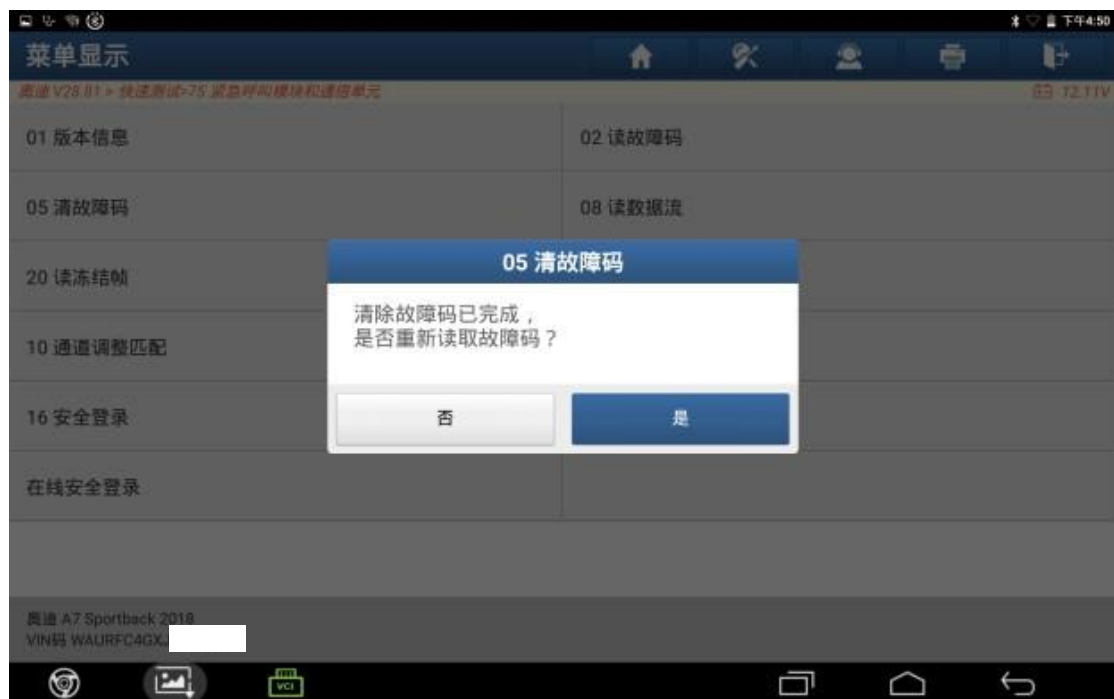 下午4:50
菜单显示
奥迪 V28.81 > 快速测试>75 紧急呼叫模块和通信单元
12.11V
01 版本信息
02 读故障码
05 清故障码
08 读数据流
20 读冻结帧
05 清故障码
清除故障码已完成，
是否重新读取故障码？
10 通道调整匹配
否
是
16 安全登录
在线安全登录
奥迪 A7 Sportback 2018
VIN码 WAURFC4GXJ
VCI